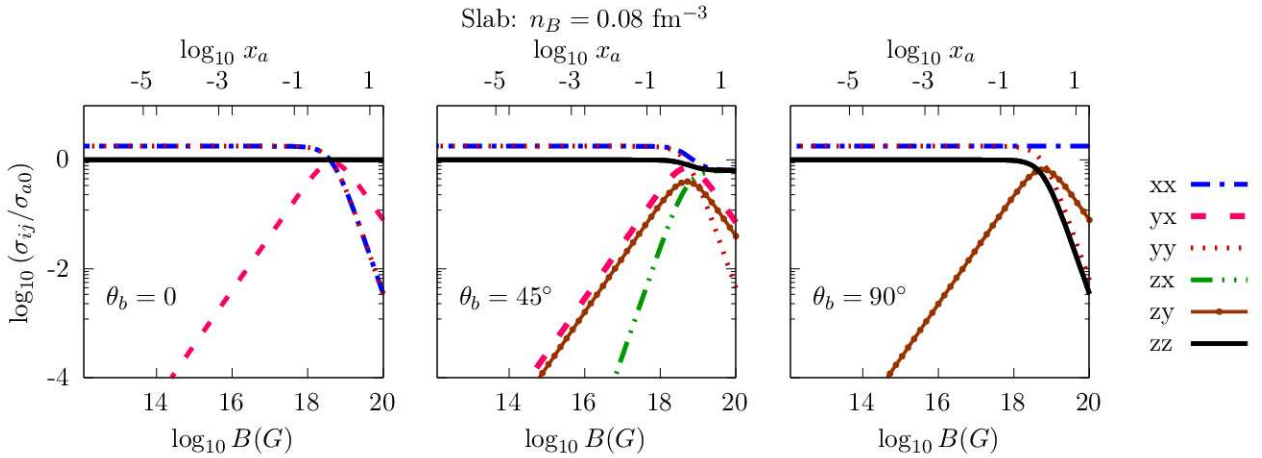 Slab: n_B = 0.08 fm⁻³
log₁₀ x_a log₁₀ x_a log₁₀ x_a
-5 -3 -1 1 -5 -3 -1 1 -5 -3 -1 1
log₁₀ (σ_ij/σ_a0)
0
-2
-4
θ_b = 0 θ_b = 45° θ_b = 90°
xx
yx
yy
zx
zy
zz
14 16 18 20 14 16 18 20 14 16 18 20
log₁₀ B(G) log₁₀ B(G) log₁₀ B(G)